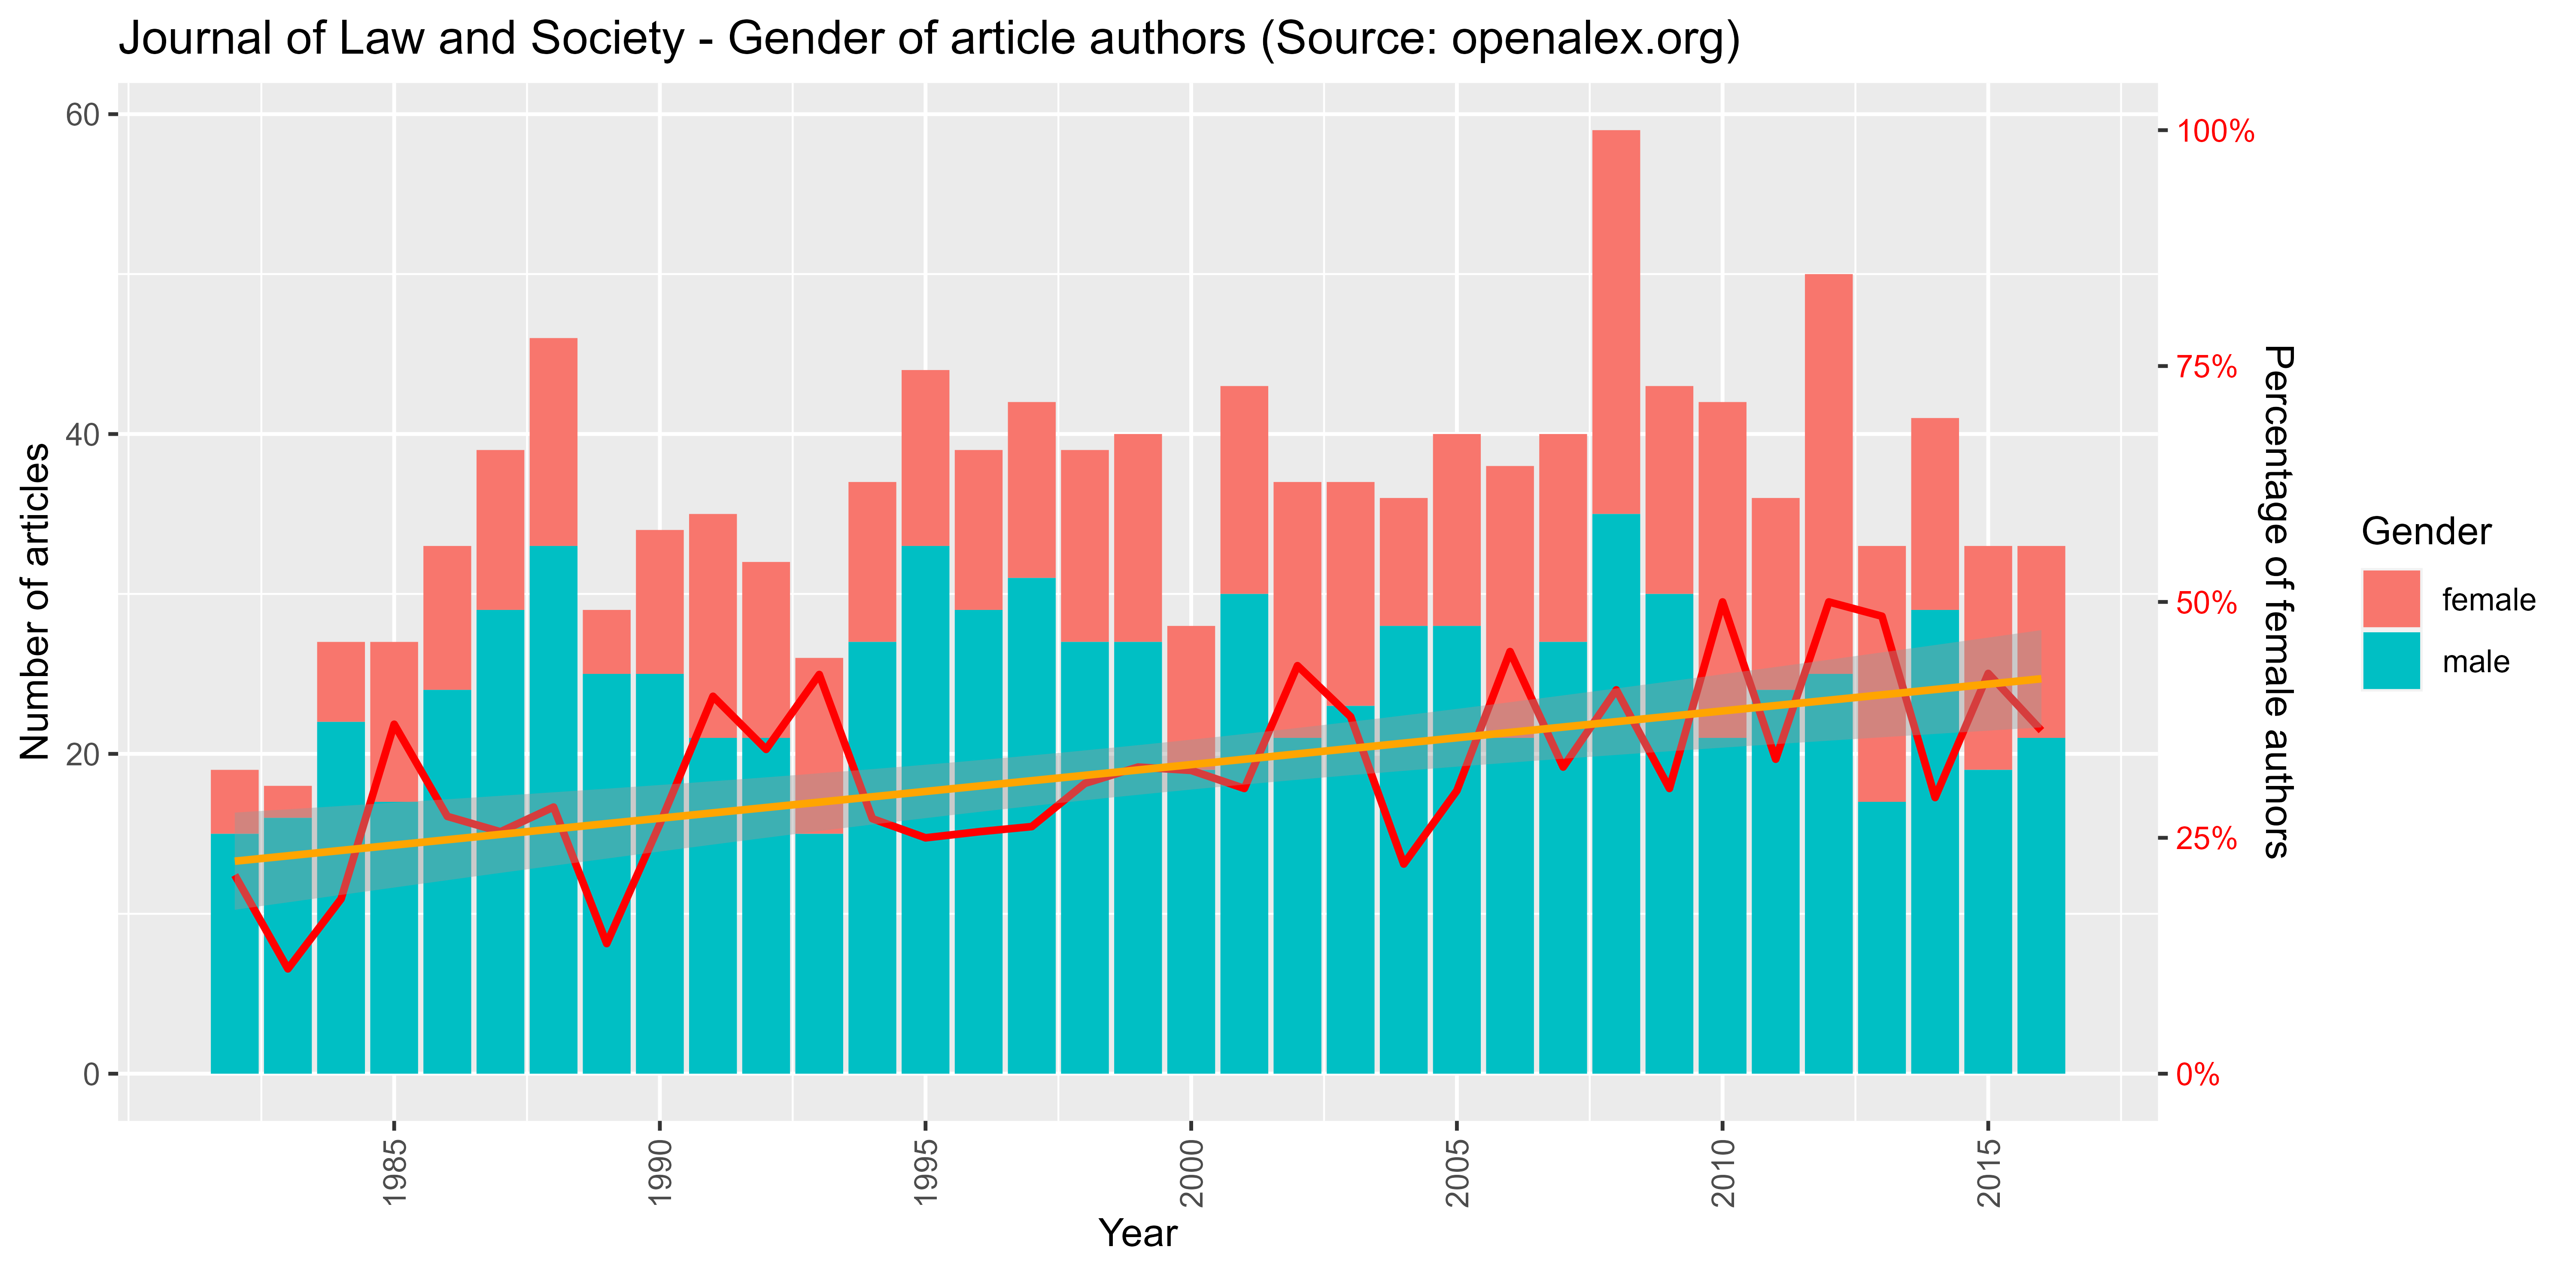 Journal of Law and Society - Gender of article authors (Source: openalex.org)
Number of articles
60
40
20
0
100%
75%
50%
25%
0%
Percentage of female authors
Gender
female
male
1985
1990
1995
2000
2005
2010
2015
Year